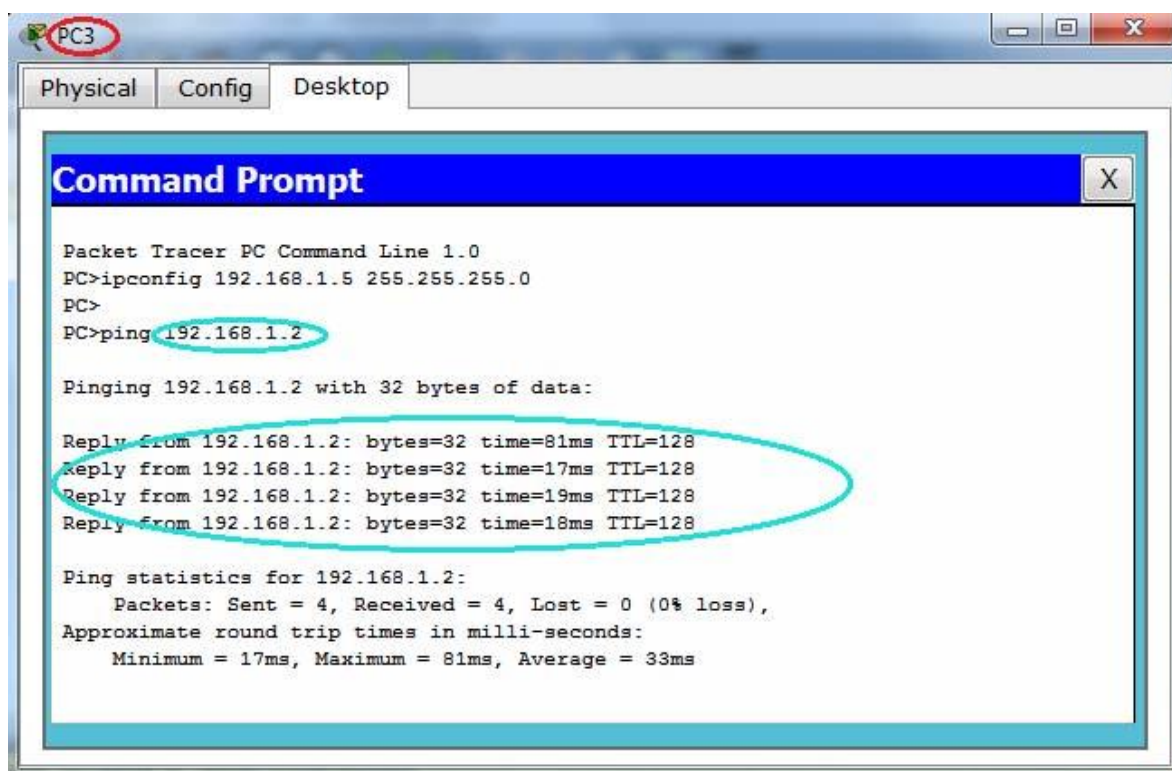 PC3
X
Physical Config Desktop
Command Prompt
X
Packet Tracer PC Command Line 1.0
PC>ipconfig 192.168.1.5 255.255.255.0
PC>
PC>ping 192.168.1.2
Pinging 192.168.1.2 with 32 bytes of data:
Reply from 192.168.1.2: bytes=32 time=81ms TTL=128
Reply from 192.168.1.2: bytes=32 time=17ms TTL=128
Reply from 192.168.1.2: bytes=32 time=19ms TTL=128
Reply from 192.168.1.2: bytes=32 time=18ms TTL=128
Ping statistics for 192.168.1.2:
Packets: Sent = 4, Received = 4, Lost = 0 (0% loss),
Approximate round trip times in milli-seconds:
Minimum = 17ms, Maximum = 81ms, Average = 33ms